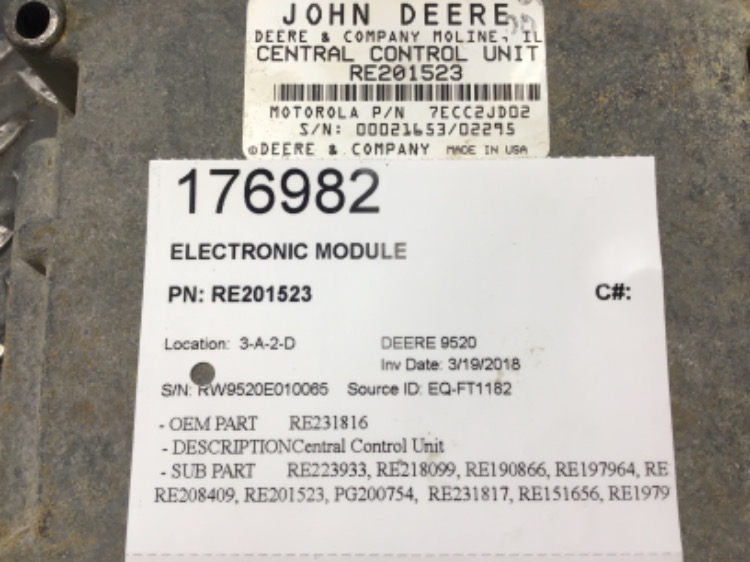 JOHN DEERE
DEERE & COMPANY MOLINE, IL
CENTRAL CONTROL UNIT
RE201523
MOTOROLA P/N 7ECC2JD02
S/N: 00021653/02295
©DEERE & COMPANY MADE IN USA
176982
ELECTRONIC MODULE
PN: RE201523 C#:
Location: 3-A-2-D DEERE 9520
Inv Date: 3/19/2018
S/N: RW9520E010065 Source ID: EQ-FT1182
- OEM PART RE231816
- DESCRIPTIONCentral Control Unit
- SUB PART RE223933, RE218099, RE190866, RE197964, RE
RE208409, RE201523, PG200754, RE231817, RE151656, RE1979